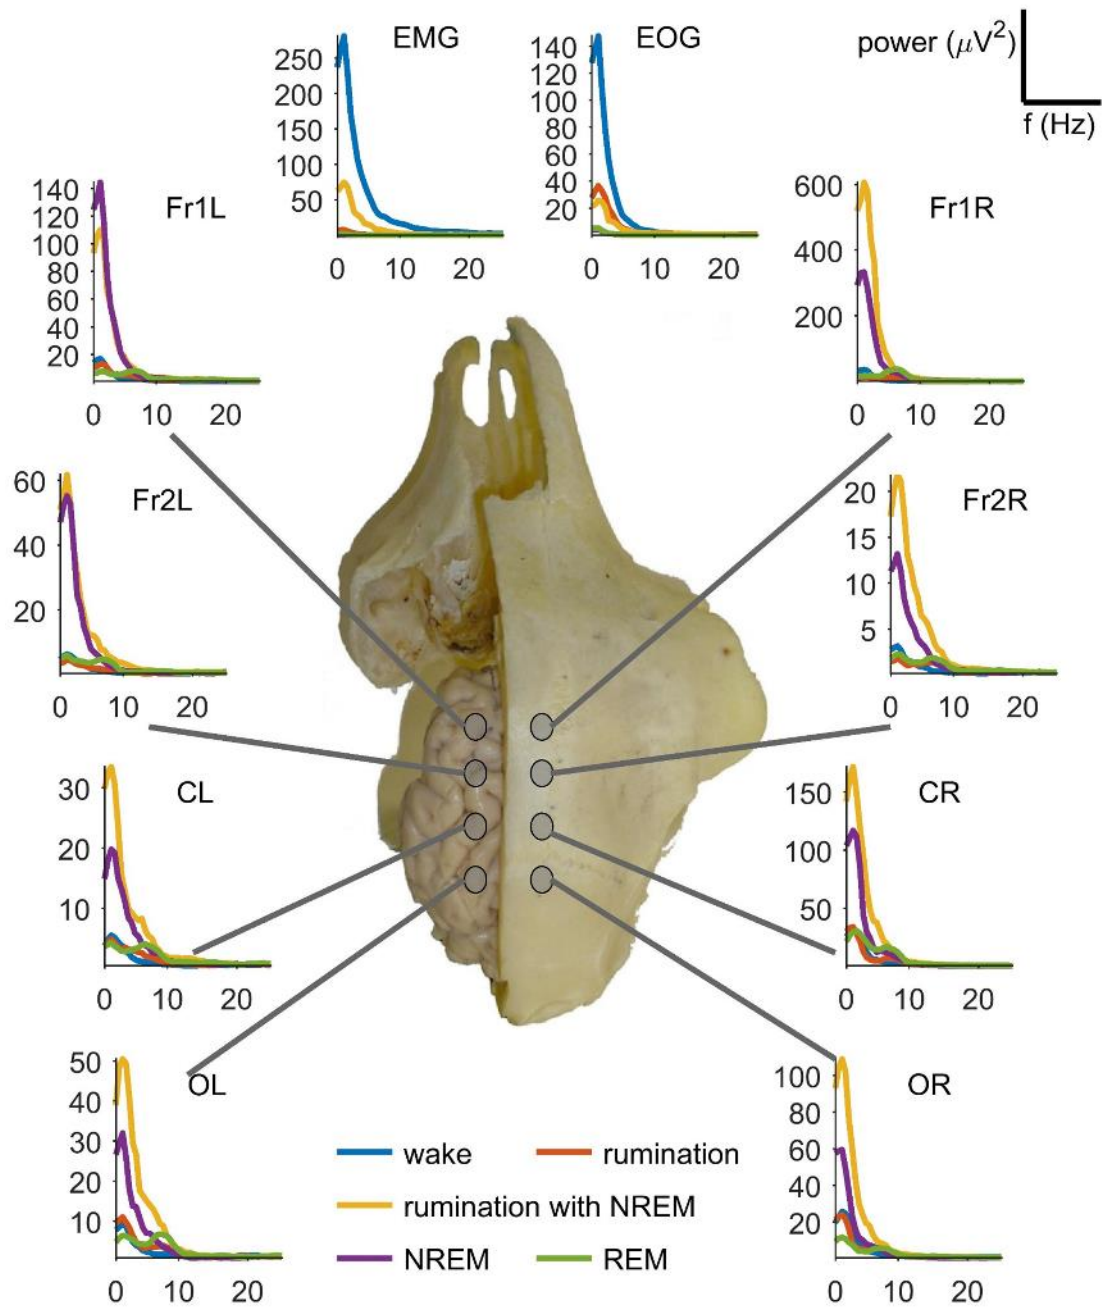 EMG
250
200
150
100
50
0 10 20
EOG
140
120
100
80
60
40
20
0 10 20
power (μV²)
f (Hz)
Fr1L
140
120
100
80
60
40
20
0 10 20
Fr1R
600
400
200
0 10 20
Fr2L
60
40
20
0 10 20
Fr2R
20
15
10
5
0 10 20
CL
30
20
10
0 10 20
CR
150
100
50
0 10 20
OL
50
40
30
20
10
0 10 20
OR
100
80
60
40
20
0 10 20
wake rumination
rumination with NREM
NREM REM